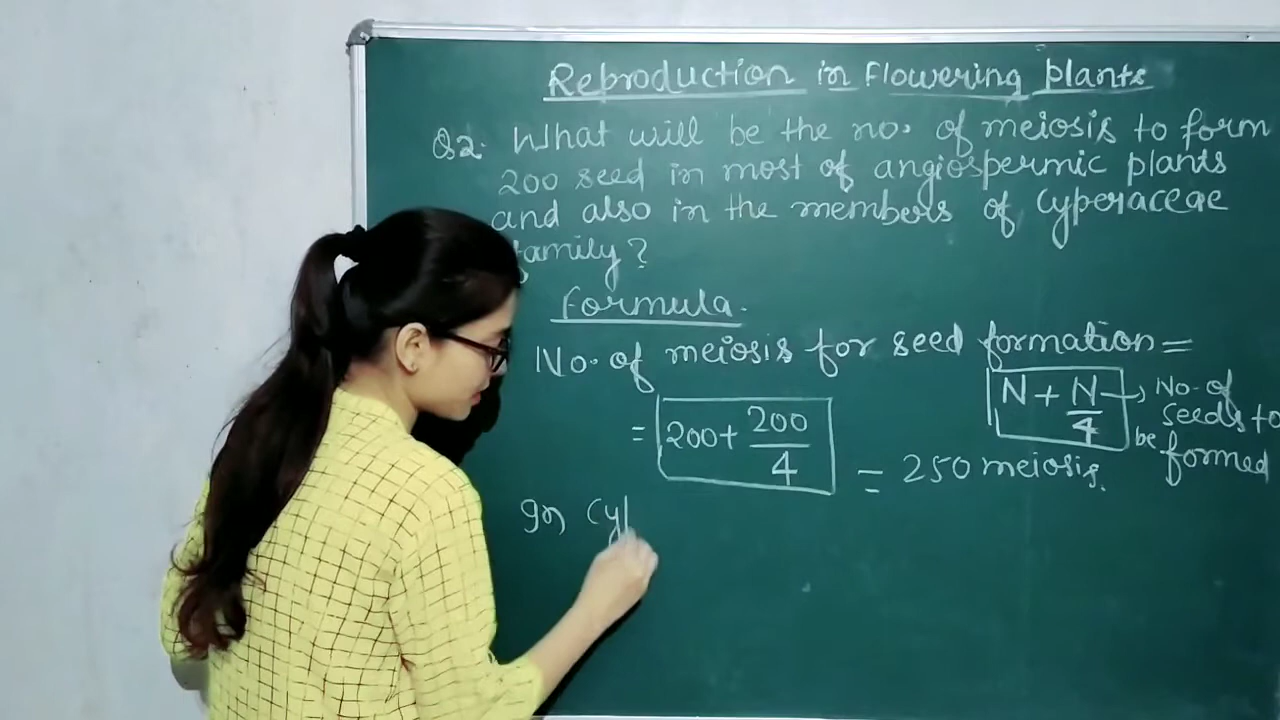 Reproduction in Flowering plants
Q2. What will be the no. of meiosis to form
200 seed in most of angiospermic plants
and also in the members of Cyperaceae
family?
Formula.
No. of meiosis for seed formation =
N + N/4 → No. of seeds to be formed
= 200 + 200/4 = 250 meiosis.
In Cy